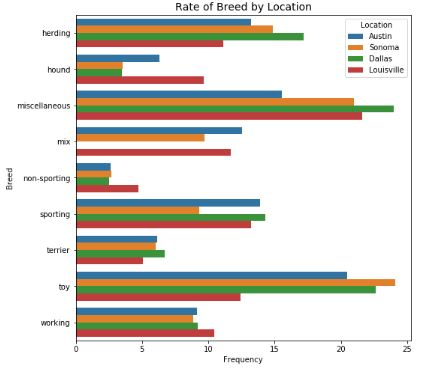 Rate of Breed by Location
Location
Austin
Sonoma
Dallas
Louisville
Breed
herding
hound
miscellaneous
mix
non-sporting
sporting
terrier
toy
working
0 5 10 15 20 25
Frequency